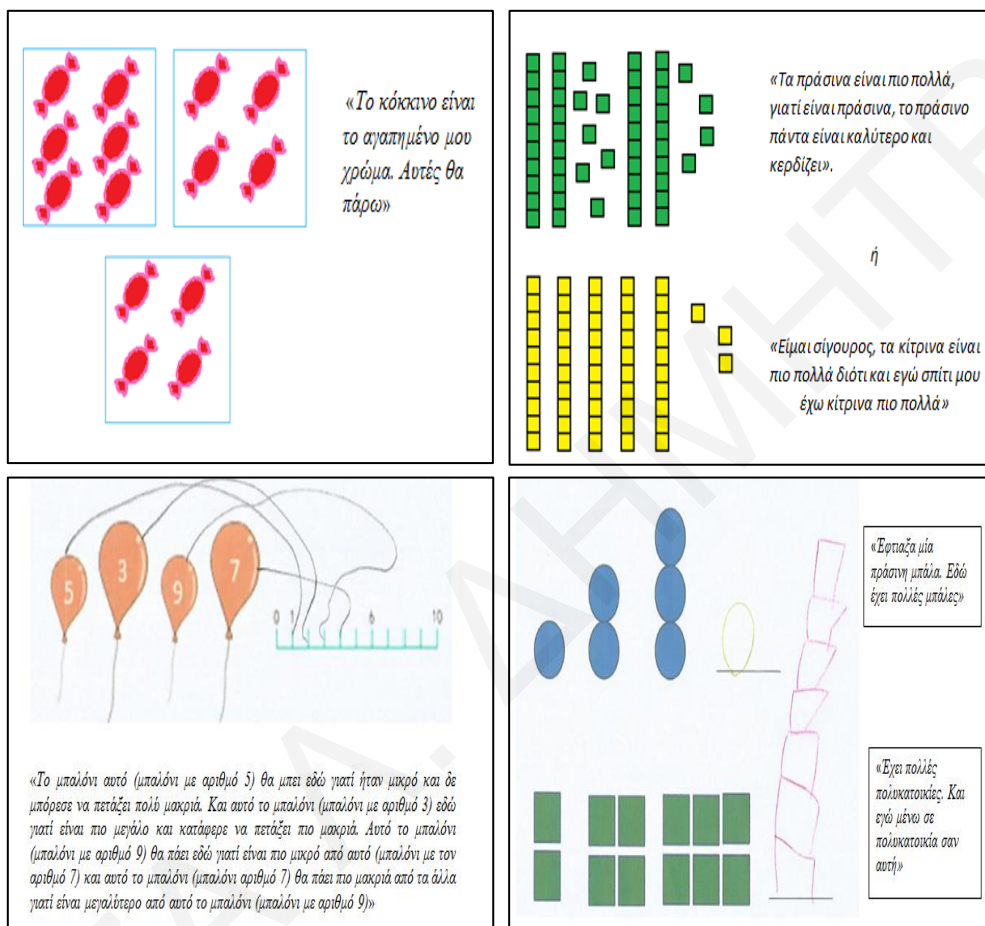 «Το κόκκινο είναι
το αγαπημένο μου
χρώμα. Αυτές θα
πάρω»
«Τα πράσινα είναι πιο πολλά,
γιατί είναι πράσινα, το πράσινο
πάντα είναι καλύτερο και
κερδίζει».
ή
«Είμαι σίγουρος, τα κίτρινα είναι
πιο πολλά διότι και εγώ σπίτι μου
έχω κίτρινα πιο πολλά»
5 3 9 7
0 1 6 10
«Το μπαλόνι αυτό (μπαλόνι με αριθμό 5) θα μπει εδώ γιατί ήταν μικρό και δε
μπόρεσε να πετάξει πολύ μακριά. Και αυτό το μπαλόνι (μπαλόνι με αριθμό 3) εδώ
γιατί είναι πιο μεγάλο και κατάφερε να πετάξει πιο μακριά. Αυτό το μπαλόνι
(μπαλόνι με αριθμό 9) θα πάει εδώ γιατί είναι πιο μικρό από αυτό (μπαλόνι με τον
αριθμό 7) και αυτό το μπαλόνι (μπαλόνι αριθμό 7) θα πάει πιο μακριά από τα άλλα
γιατί είναι μεγαλύτερο από αυτό το μπαλόνι (μπαλόνι με αριθμό 9)»
«Έφτιαξα μία
πράσινη μπάλα. Εδώ
έχει πολλές μπάλες»
«Έχει πολλές
πολυκατοικίες. Και
εγώ μένω σε
πολυκατοικία σαν
αυτή»